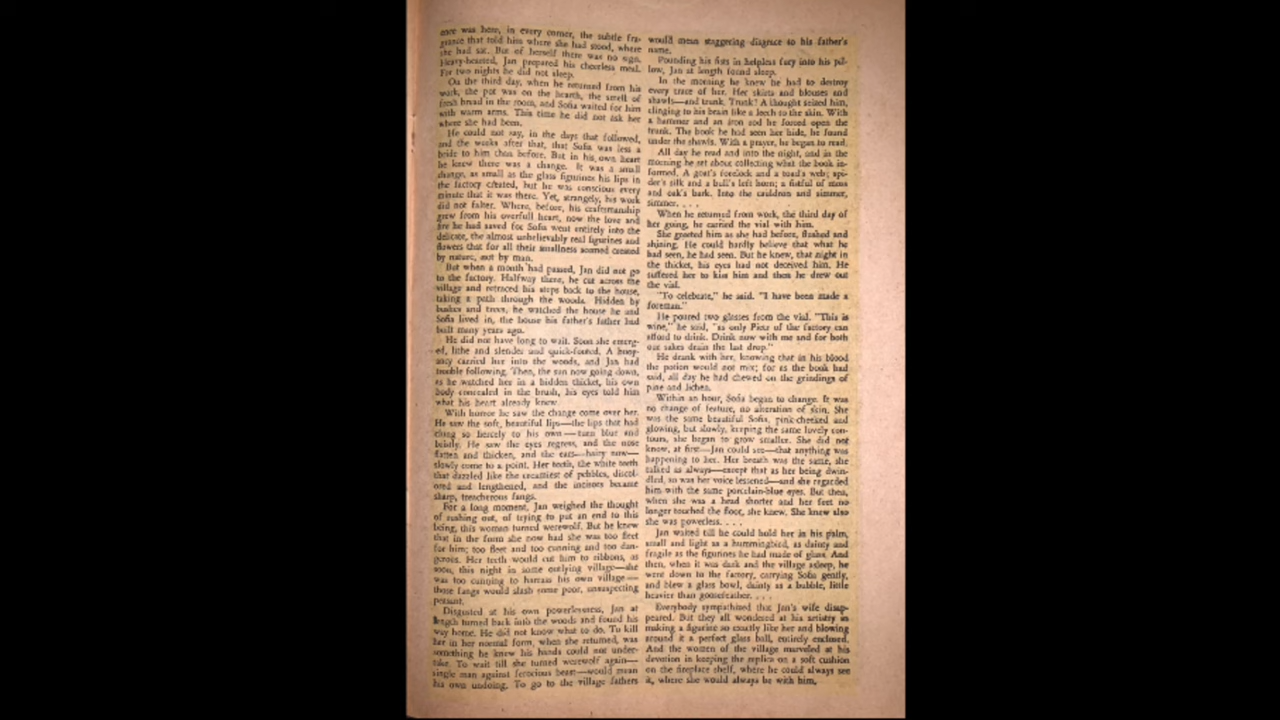 once was here, in every corner, the subtle fra-
grance that told him where she had stood, where
she had sat. But of herself there was no sign.
Heavy-hearted, Jan prepared his cheerless meal.
For two nights he did not sleep.
On the third day, when he returned from his
work, the pot was on the hearth, the smell of
fresh bread in the room, and Sofia waited for him
with warm arms. This time he did not ask her
where she had been.
He could not say, in the days that followed,
and the weeks after that, that Sofia was less a
bride to him than before. But in his own heart
he knew there was a change. It was a small
change, as small as the glass figurines his lips in
the factory created, but he was conscious every
minute that it was there. Yet, strangely, his work
did not falter. Where, before, his craftsmanship
grew from his overfull heart, now the love and
fire he had saved for Sofia went entirely into the
delicate, the almost unbelievably real figurines and
flowers that for all their smallness seemed created
by nature, not by man.
But when a month had passed, Jan did not go
to the factory. Halfway there, he cut across the
village and retraced his steps back to the house,
taking a path through the woods. Hidden by
bushes and trees, he watched the house he and
Sofia lived in, the house his father's father had
built many years ago.
He did not have long to wait. Soon she emerg-
ed, lithe and slender and quick-footed. A buoy-
ancy carried her into the woods, and Jan had
trouble following. Then, the sun now going down,
as he watched her in a hidden thicket, his own
body concealed in the brush, his eyes told him
what his heart already knew.
With horror he saw the change come over her.
He saw the soft, beautiful lips—the lips that had
clung so fiercely to his own—turn blur and
bristly. He saw the eyes regress, and the nose
flatten and thicken, and the ears—hairy now—
slowly come to a point. Her teeth, the white teeth
that dazzled like the creamiest of pebbles, discol-
ored and lengthened, and the incisors became
sharp, treacherous fangs.
For a long moment, Jan weighed the thought
of rushing out, of trying to put an end to this
being, this woman turned werewolf. But he knew
that in the form she now had she was too fleet
for him; too fleet and too cunning and too dan-
gerous. Her teeth would cut him to ribbons, as
soon, this night in some outlying village—she
was too cunning to harrass his own village—
those fangs would slash some poor, unsuspecting
peasant.
Disgusted at his own powerlessness, Jan at
length turned back into the woods and found his
way home. He did not know what to do. To kill
her in her normal form, when she returned, was
something he knew his hands could not under-
take. To wait till she turned werewolf again—
single man against ferocious beast—would mean
his own undoing. To go to the village fathers
would mean staggering disgrace to his father's
name.
Pounding his fists in helpless fury into his pil-
low, Jan at length found sleep.
In the morning he knew he had to destroy
every trace of her. Her skirts and blouses and
shawls—and trunk. Trunk! A thought seized him,
clinging to his brain like a leech to the skin. With
a hammer and an iron rod he forced open the
trunk. The book he had seen her hide, he found
under the shawls. With a prayer, he began to read.
All day he read and into the night, and in the
morning he set about collecting what the book in-
formed. A goat's forelock and a toad's web; spi-
der's silk and a bull's left horn; a fistful of
and oak's bark. Into the cauldron and simmer,
simmer. . . .
When he returned from work, the third day of
her going, he carried the vial with him.
She greeted him as she had before, flushed and
shining. He could hardly believe that what he
had seen, he had seen. But he knew, that night in
the thicket, his eyes had not deceived him. He
suffered her to kiss him and then he drew out
the vial.
"To celebrate," he said. "I have been made a
foreman."
He poured two glasses from the vial. "This is
wine," he said, "as only Piotr of the factory can
afford to drink. Drink now with me and for both
our sakes drain the last drop."
He drank with her, knowing that in his blood
the potion would not mix; for as the book had
said, all day he had chewed on the grindings of
pine and lichen.
Within an hour, Sofia began to change. It was
no change of feature, no alteration of skin. She
was the same beautiful Sofia, pink-cheeked and
glowing, but slowly, keeping the same lovely con-
tours, she began to grow smaller. She did not
know, at first—Jan could see—that anything was
happening to her. Her breath was the same, she
talked as always—except that as her being dwin-
dled, so was her voice lessened—and she regarded
him with the same porcelain-blue eyes. But then,
when she was a head shorter and her feet no
longer touched the floor, she knew. She knew also
she was powerless. . . .
Jan waited till he could hold her in his palm,
small and light as a hummingbird, as dainty and
fragile as the figurines he had made of glass. And
then, when it was dark and the village asleep, he
went down to the factory, carrying Sofia gently,
and blew a glass bowl, dainty as a bubble, little
heavier than goosefeather. . . .
Everybody sympathized that Jan's wife disap-
peared. But they all wondered at his artistry in
making a figurine so exactly like her and blowing
around it a perfect glass ball, entirely enclosed.
And the women of the village marveled at his
devotion in keeping the replica on a soft cushion
on the fireplace shelf, where he could always see
it, where she would always be with him.